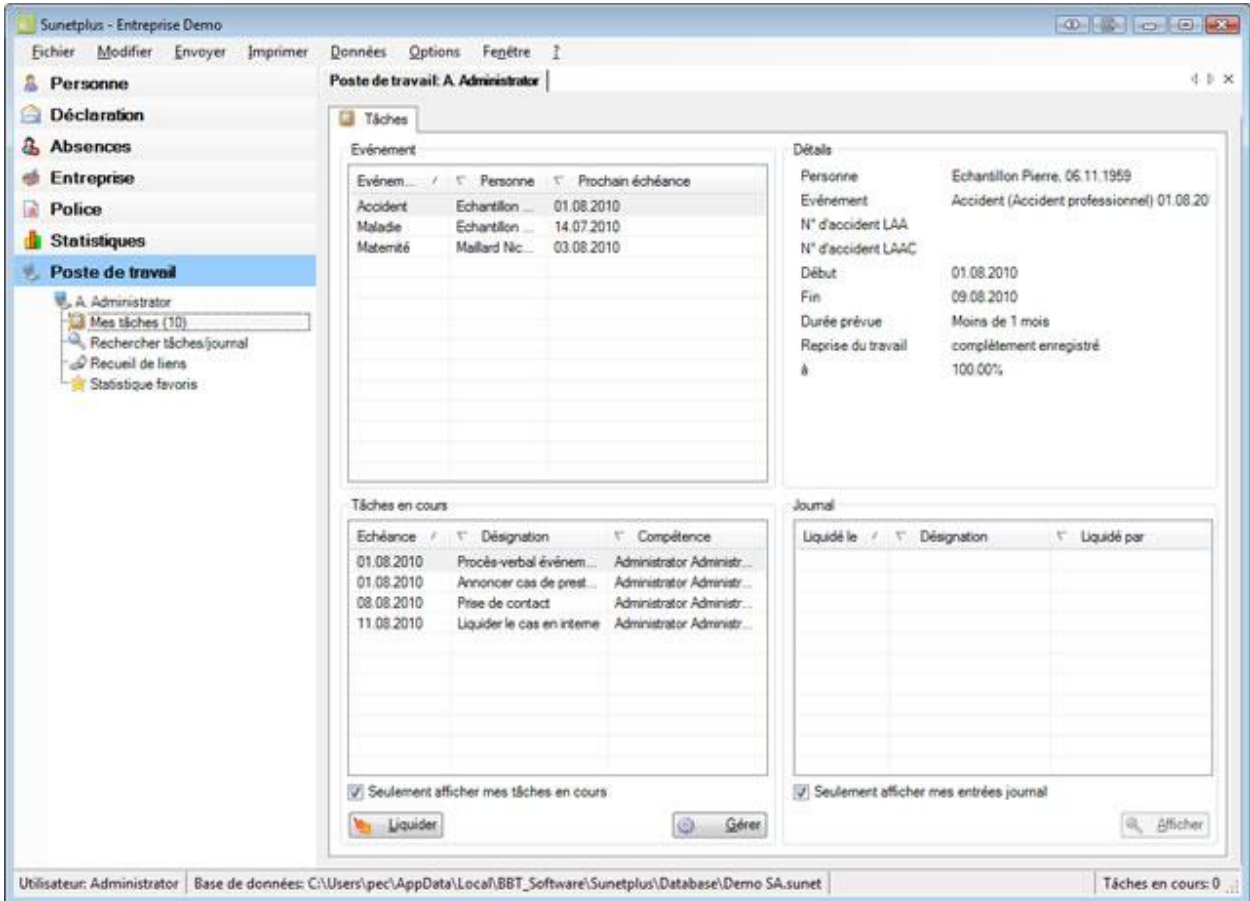 Sunetplus - Entreprise Demo
Fichier Modifier Envoyer Imprimer Données Options Fenêtre ?
Personne
Déclaration
Absences
Entreprise
Police
Statistiques
Poste de travail
A. Administrator
Mes tâches (10)
Rechercher tâches/journal
Recueil de liens
Statistique favoris
Poste de travail: A. Administrator
Tâches
Evénement
Evénem... Personne Prochain échéance
Accident Echantillon ... 01.08.2010
Maladie Echantillon ... 14.07.2010
Maternité Maillard Nic... 03.08.2010
Détails
Personne Echantillon Pierre, 06.11.1959
Evénement Accident (Accident professionnel) 01.08.20
N° d'accident LAA
N° d'accident LAAC
Début 01.08.2010
Fin 09.08.2010
Durée prévue Moins de 1 mois
Reprise du travail complètement enregistré
à 100.00%
Tâches en cours
Echéance Désignation Compétence
01.08.2010 Procès-verbal événem... Administrator Administr...
01.08.2010 Annoncer cas de prest... Administrator Administr...
08.08.2010 Prise de contact Administrator Administr...
11.08.2010 Liquider le cas en interne Administrator Administr...
Seulement afficher mes tâches en cours
Liquider Gérer
Journal
Liquidé le Désignation Liquidé par
Seulement afficher mes entrées journal
Afficher
Utilisateur: Administrator Base de données: C:\Users\pec\AppData\Local\BBT_Software\Sunetplus\Database\Demo SA.sunet Tâches en cours: 0